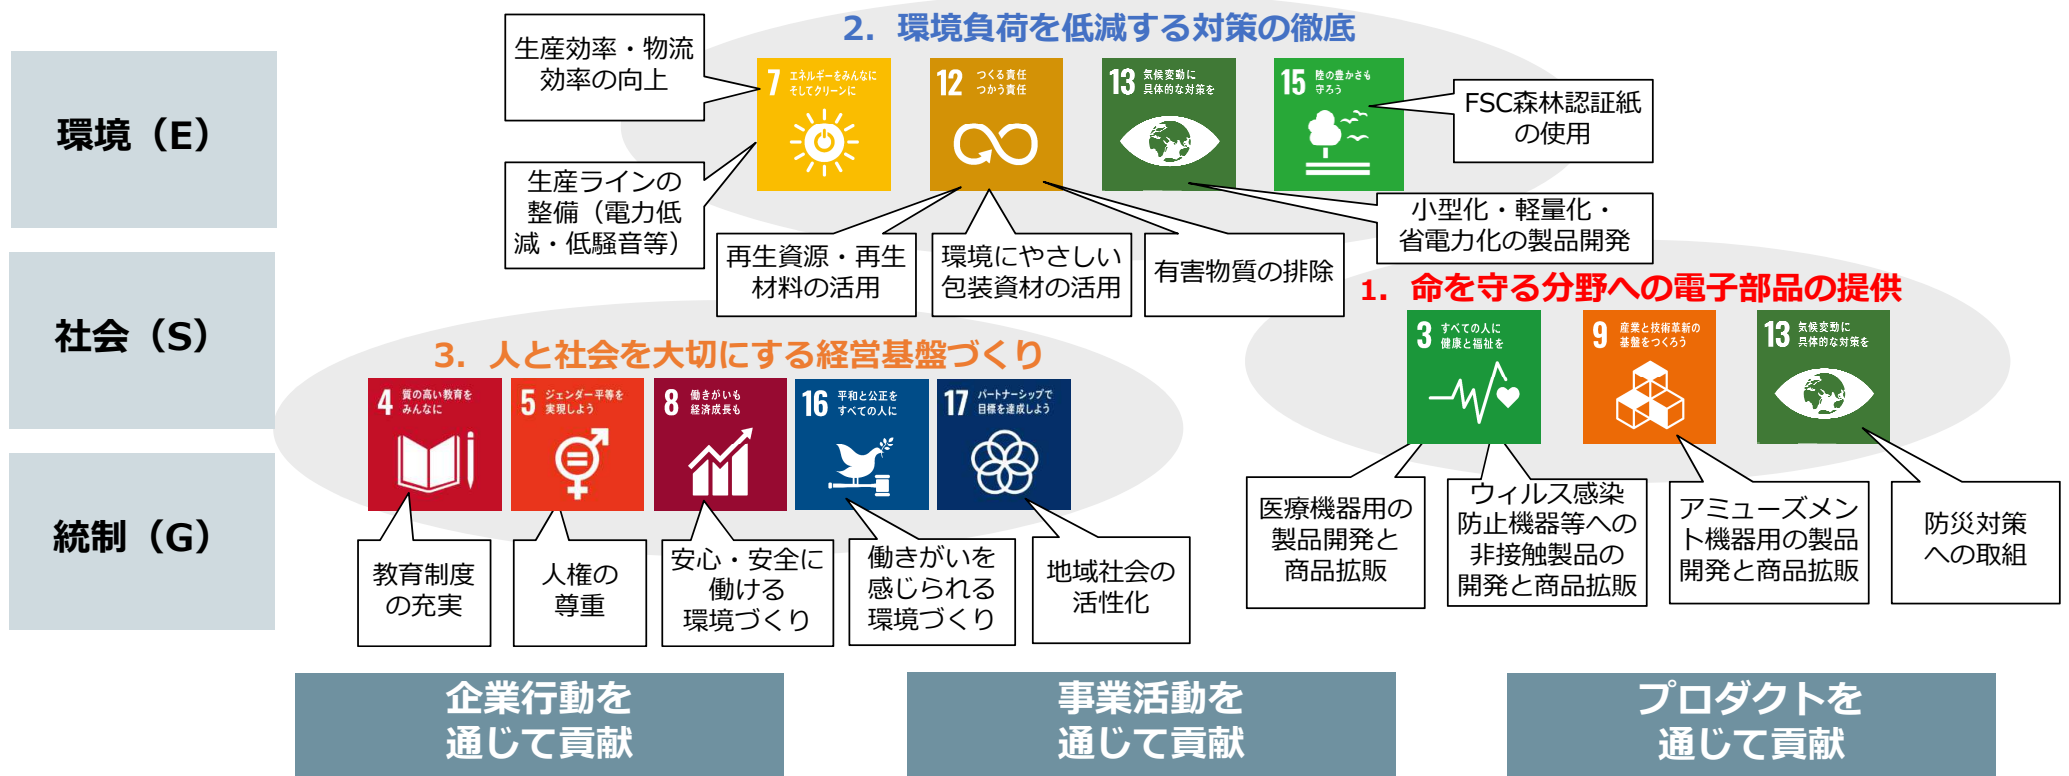 環境（E）
社会（S）
統制（G）
2. 環境負荷を低減する対策の徹底
生産効率・物流
効率の向上
7 エネルギーをみんなに
そしてクリーンに
12 つくる責任
つかう責任
13 気候変動に
具体的な対策を
15 陸の豊かさも
守ろう
FSC森林認証紙
の使用
生産ラインの
整備（電力低
減・低騒音等）
再生資源・再生
材料の活用
環境にやさしい
包装資材の活用
有害物質の排除
小型化・軽量化・
省電力化の製品開発
1. 命を守る分野への電子部品の提供
3 すべての人に
健康と福祉を
9 産業と技術革新の
基盤をつくろう
13 気候変動に
具体的な対策を
医療機器用の
製品開発と
商品拡販
ウィルス感染
防止機器等への
非接触製品の
開発と商品拡販
アミューズメン
ト機器用の製品
開発と商品拡販
防災対策
への取組
3. 人と社会を大切にする経営基盤づくり
4 質の高い教育を
みんなに
5 ジェンダー平等を
実現しよう
8 働きがいも
経済成長も
16 平和と公正を
すべての人に
17 パートナーシップで
目標を達成しよう
教育制度
の充実
人権の
尊重
安心・安全に
働ける
環境づくり
働きがいを
感じられる
環境づくり
地域社会の
活性化
企業行動を
通じて貢献
事業活動を
通じて貢献
プロダクトを
通じて貢献